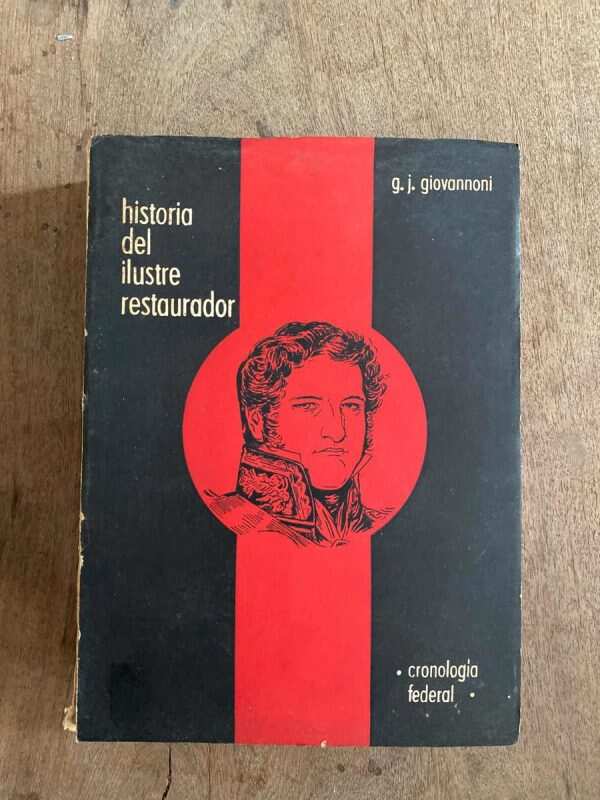 g. j. giovannoni
historia
del
ilustre
restaurador
• cronologia
federal •